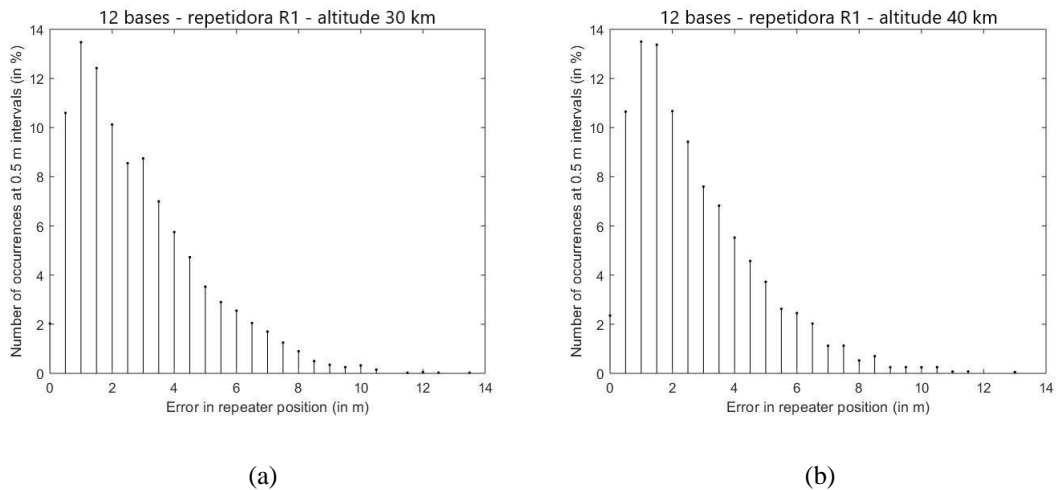 12 bases - repetidora R1 - altitude 30 km
Number of occurrences at 0.5 m intervals (in %)
14
12
10
8
6
4
2
0
0 2 4 6 8 10 12 14
Error in repeater position (in m)
(a)
12 bases - repetidora R1 - altitude 40 km
Number of occurrences at 0.5 m intervals (in %)
14
12
10
8
6
4
2
0
0 2 4 6 8 10 12 14
Error in repeater position (in m)
(b)